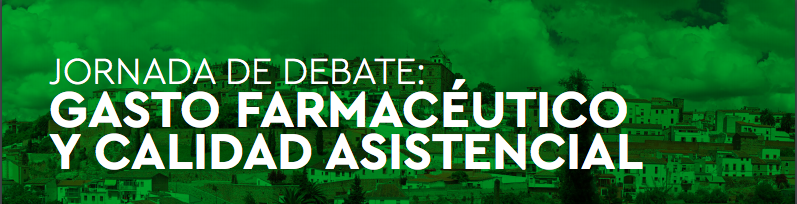 JORNADA DE DEBATE:
GASTO FARMACÉUTICO
Y CALIDAD ASISTENCIAL